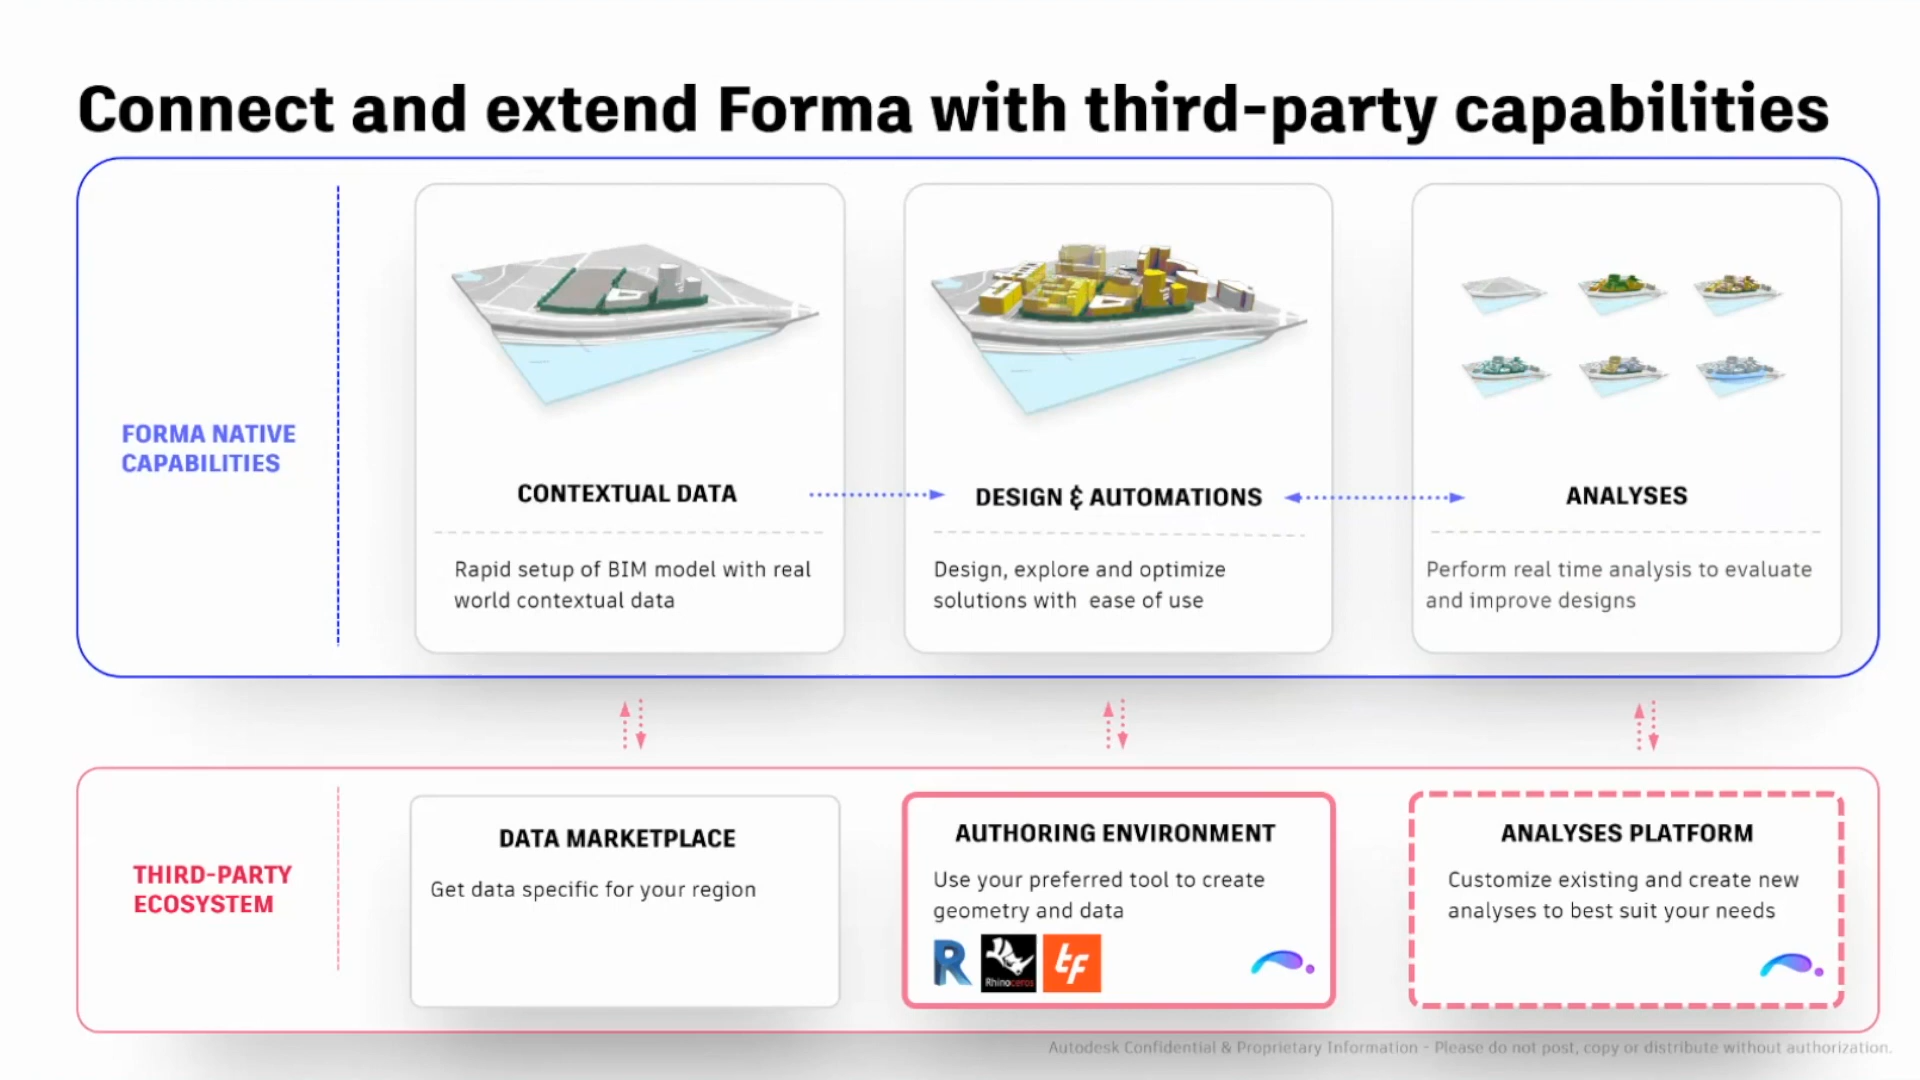 Connect and extend Forma with third-party capabilities
FORMA NATIVE
CAPABILITIES
CONTEXTUAL DATA
Rapid setup of BIM model with real
world contextual data
DESIGN & AUTOMATIONS
Design, explore and optimize
solutions with ease of use
ANALYSES
Perform real time analysis to evaluate
and improve designs
THIRD-PARTY
ECOSYSTEM
DATA MARKETPLACE
Get data specific for your region
AUTHORING ENVIRONMENT
Use your preferred tool to create
geometry and data
R
Rhinoceros
tF
ANALYSES PLATFORM
Customize existing and create new
analyses to best suit your needs
Autodesk Confidential & Proprietary Information - Please do not post, copy or distribute without authorization.